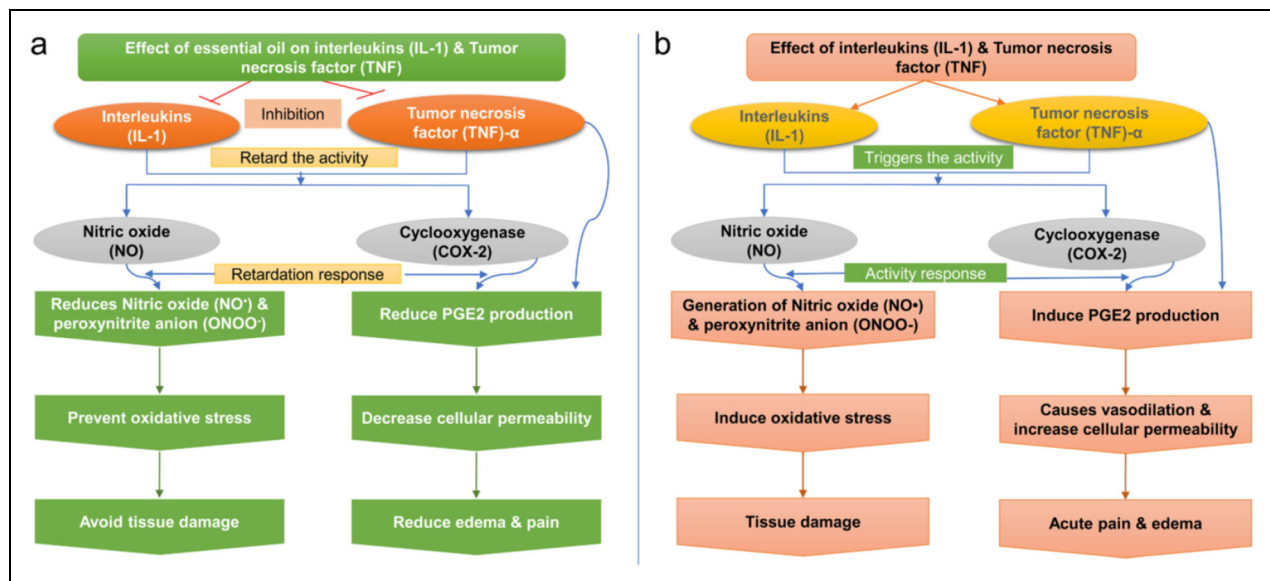 a
Effect of essential oil on interleukins (IL-1) & Tumor
necrosis factor (TNF)
Interleukins
(IL-1)
Inhibition
Tumor necrosis
factor (TNF)-α
Retard the activity
Nitric oxide
(NO)
Cyclooxygenase
(COX-2)
Retardation response
Reduces Nitric oxide (NO⁻) &
peroxynitrite anion (ONOO⁻)
Reduce PGE2 production
Prevent oxidative stress
Decrease cellular permeability
Avoid tissue damage
Reduce edema & pain
b
Effect of interleukins (IL-1) & Tumor necrosis
factor (TNF)
Interleukins
(IL-1)
Tumor necrosis
factor (TNF)-α
Triggers the activity
Nitric oxide
(NO)
Cyclooxygenase
(COX-2)
Activity response
Generation of Nitric oxide (NO•)
& peroxynitrite anion (ONOO-)
Induce PGE2 production
Induce oxidative stress
Causes vasodilation &
increase cellular permeability
Tissue damage
Acute pain & edema